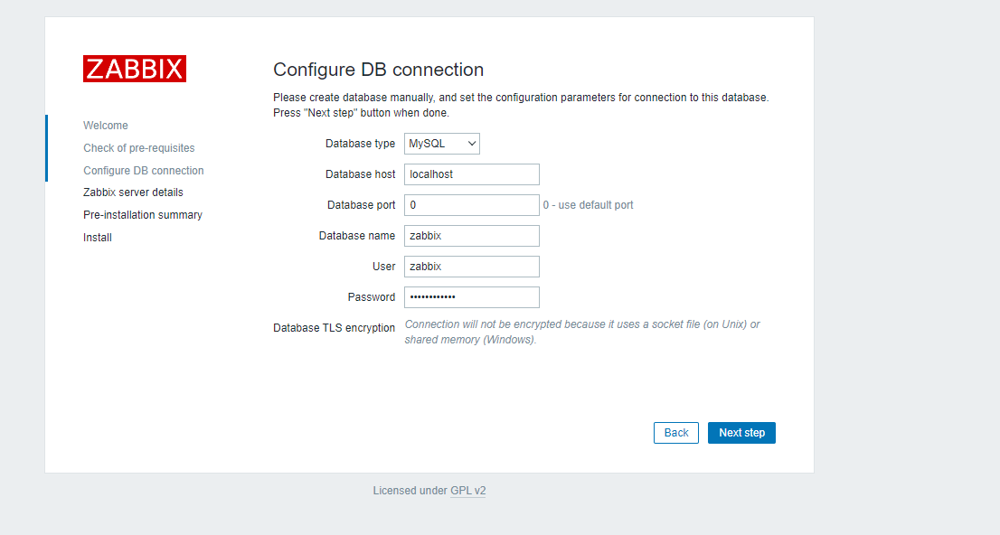 ZABBIX
Welcome
Check of pre-requisites
Configure DB connection
Zabbix server details
Pre-installation summary
Install
Configure DB connection
Please create database manually, and set the configuration parameters for connection to this database.
Press "Next step" button when done.
Database type MySQL
Database host localhost
Database port 0 0 - use default port
Database name zabbix
User zabbix
Password ••••••••••••
Database TLS encryption Connection will not be encrypted because it uses a socket file (on Unix) or
shared memory (Windows).
Back Next step
Licensed under GPL v2